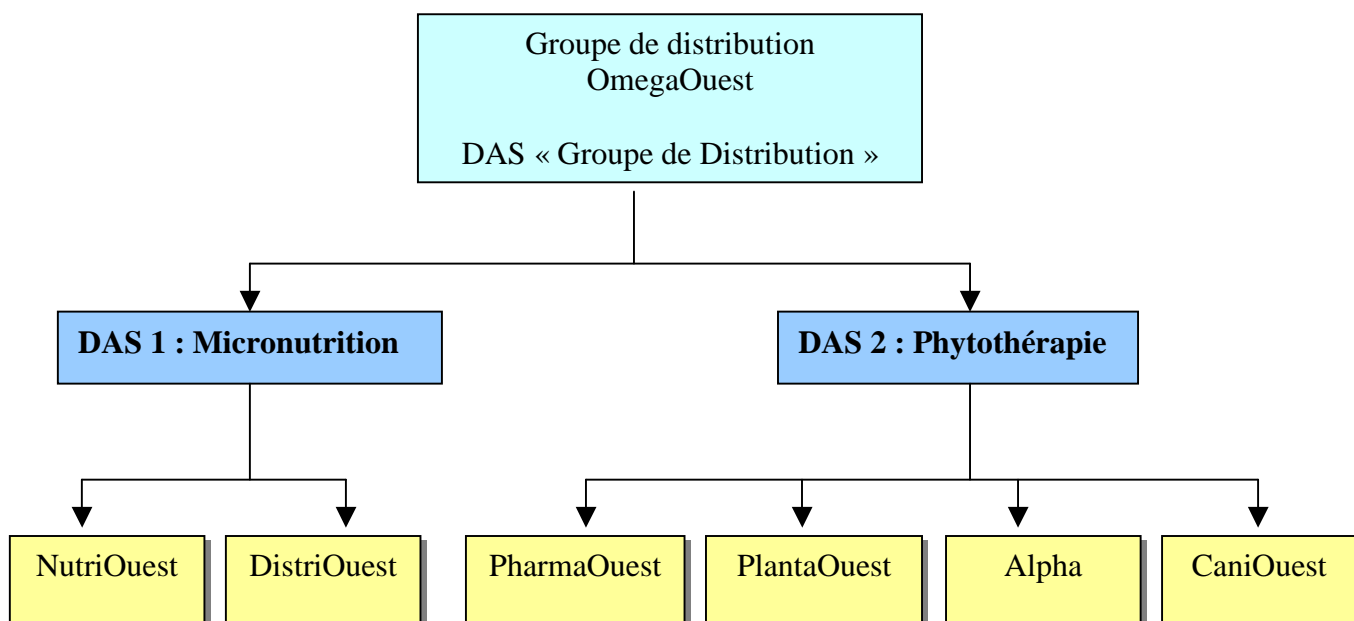 Groupe de distribution
OmegaOuest
DAS « Groupe de Distribution »
DAS 1 : Micronutrition
DAS 2 : Phytothérapie
NutriOuest
DistriOuest
PharmaOuest
PlantaOuest
Alpha
CaniOuest